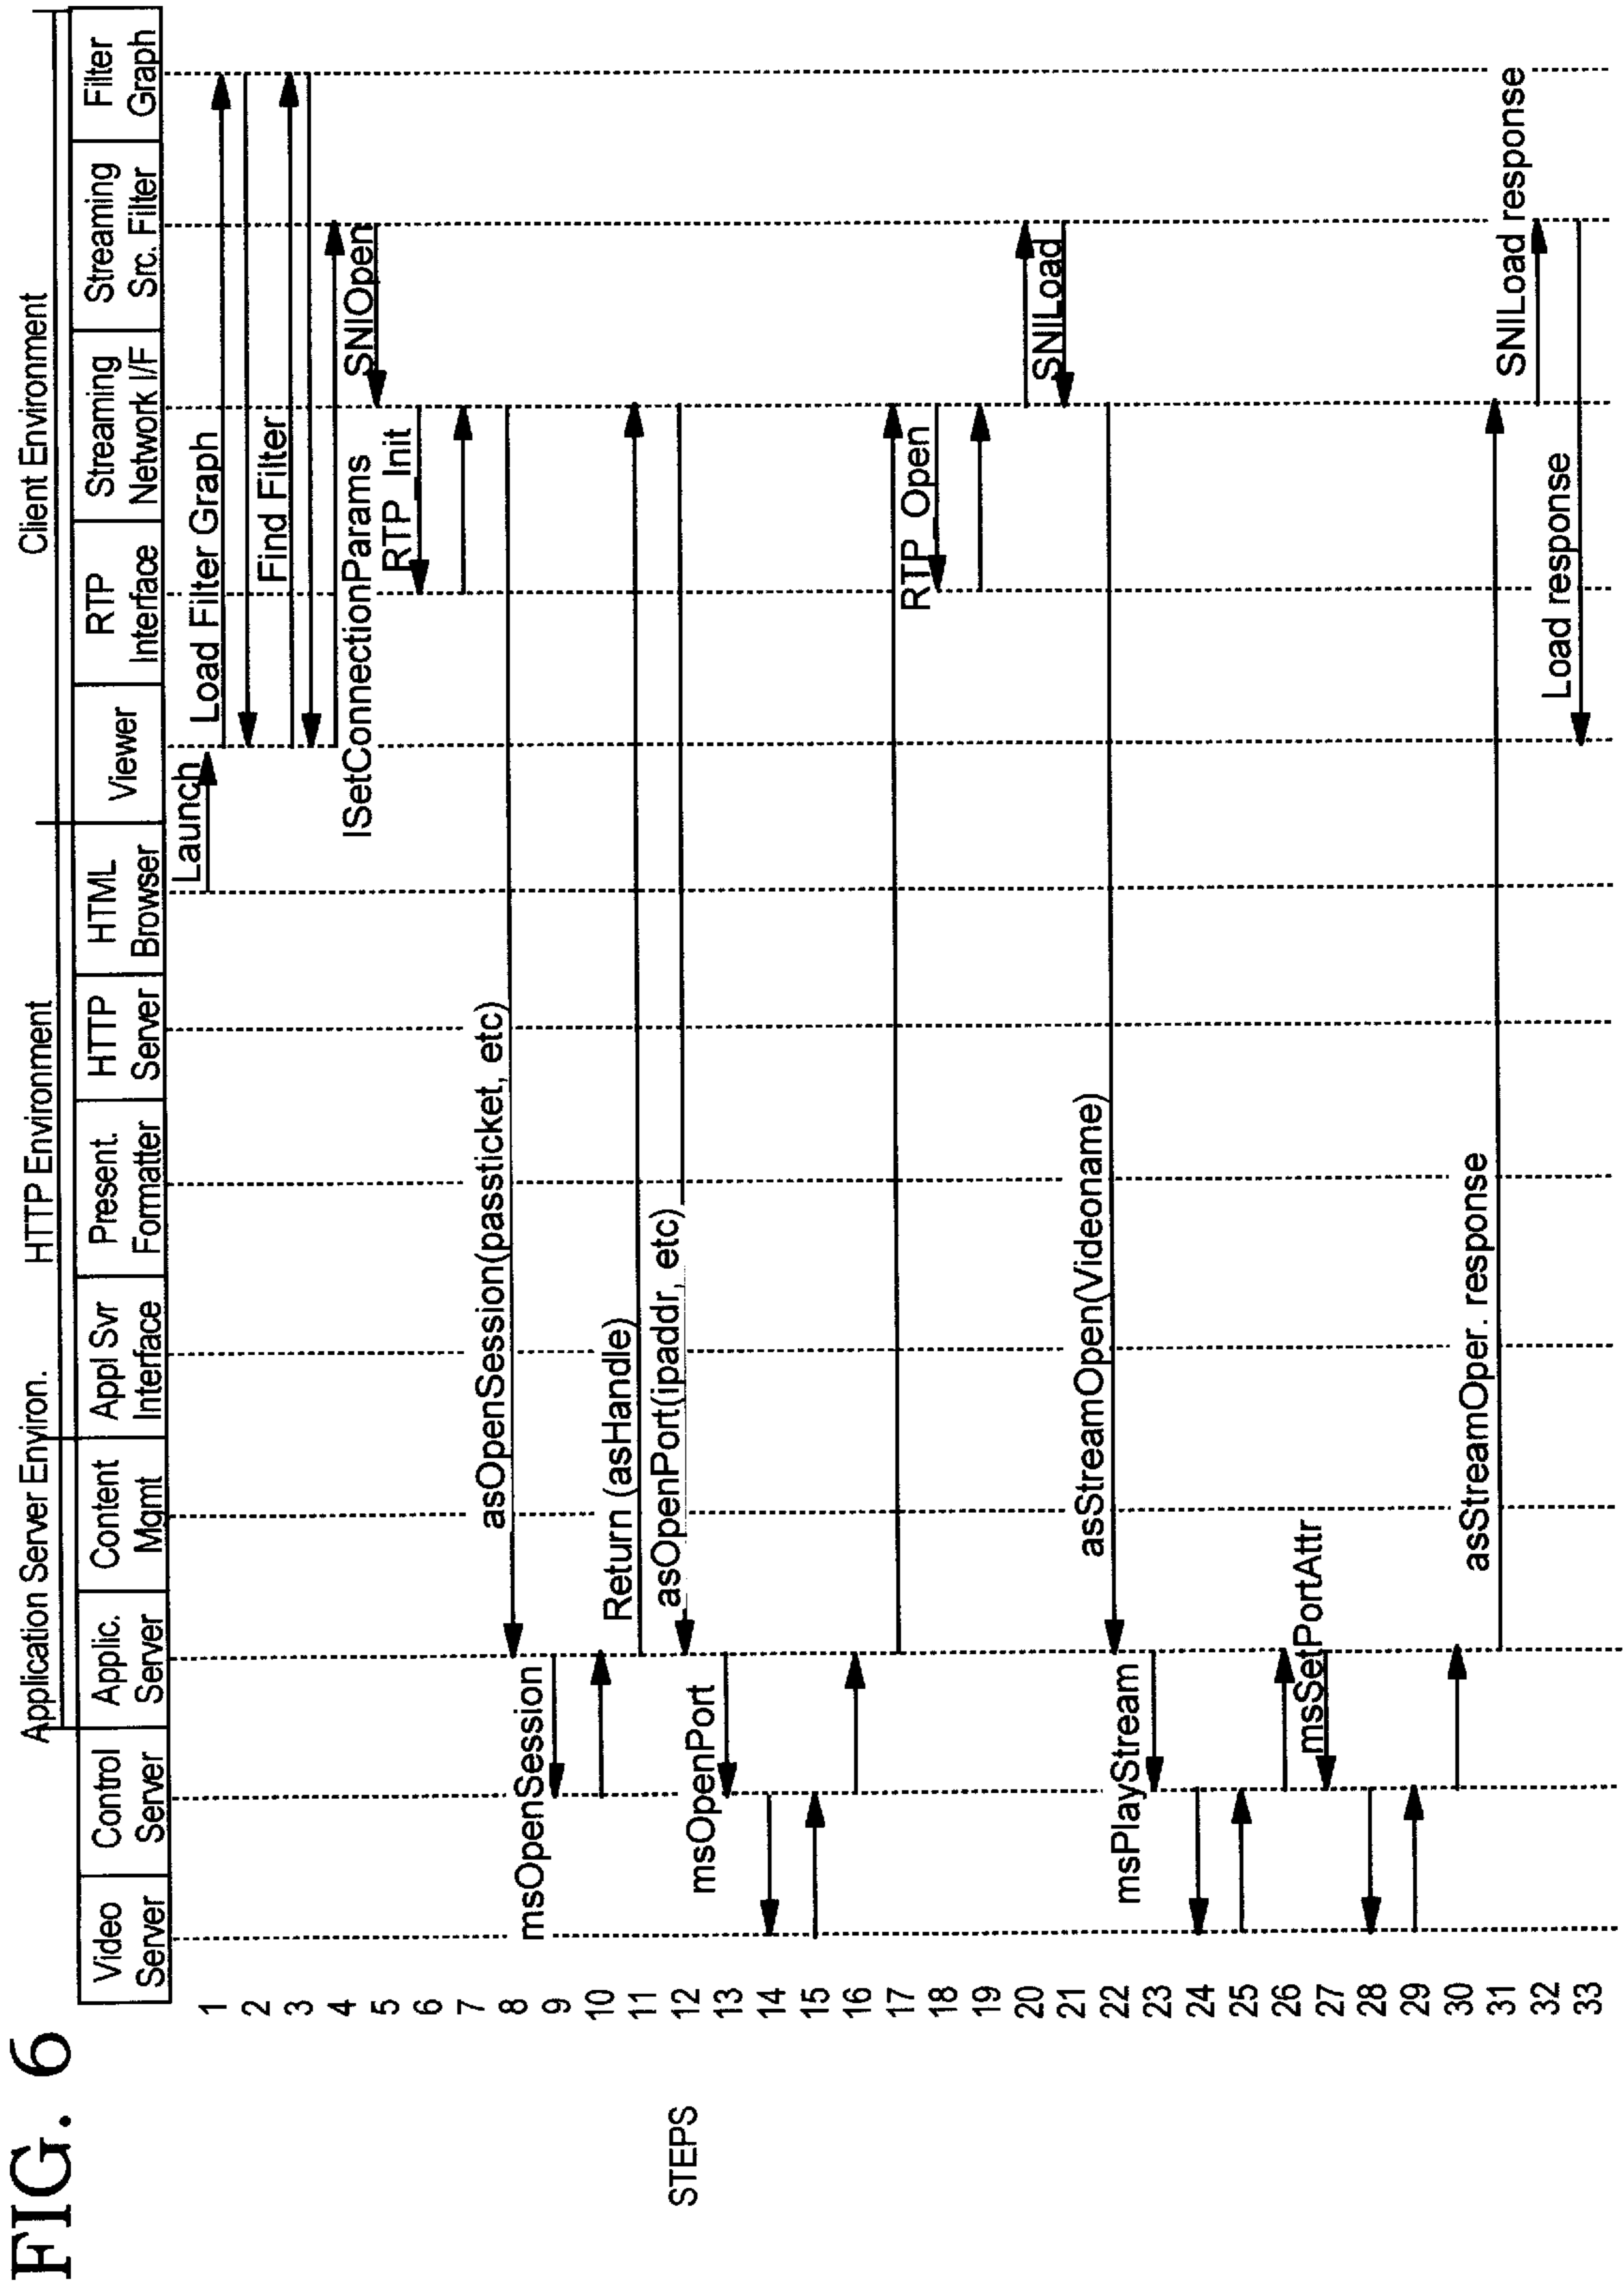 FIG. 6
Application Server Environ.
HTTP Environment
Client Environment
Video
Server
Control
Server
Applic.
Server
Content
Mgmt
Appl Svr
Interface
Present.
Formatter
HTTP
Server
HTML
Browser
Viewer
RTP
Interface
Streaming
Network I/F
Streaming
Src. Filter
Filter
Graph
STEPS
1
Launch
Load Filter Graph
2
3
Find Filter
4
ISetConnectionParams
5
SNIOpen
6
RTP_Init
7
8
asOpenSession(passticket, etc)
9
msOpenSession
10
11
Return (asHandle)
12
asOpenPort(ipaddr, etc)
13
msOpenPort
14
15
16
17
18
RTP_Open
19
20
21
SNILoad
22
asStreamOpen(Videoname)
23
msPlayStream
24
25
26
27
msSetPortAttr
28
29
30
31
asStreamOper. response
32
SNILoad response
33
Load response